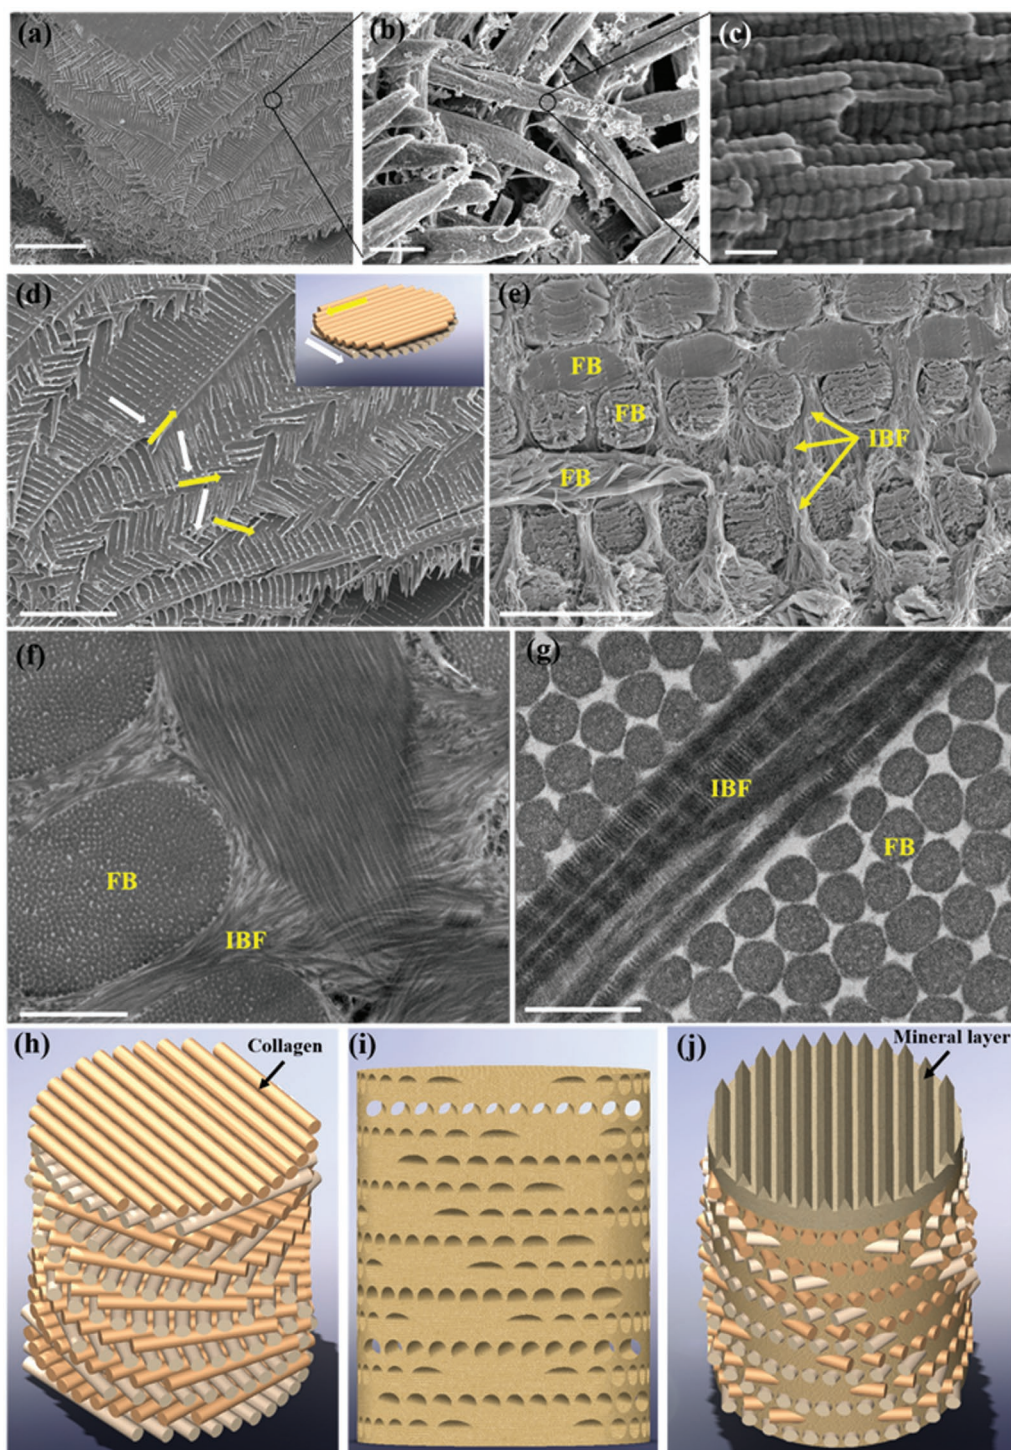 (a)
(b)
(c)
(d)
(e)
FB
FB
FB
IBF
(f)
FB
IBF
(g)
IBF
FB
(h)
Collagen
(i)
(j)
Mineral layer